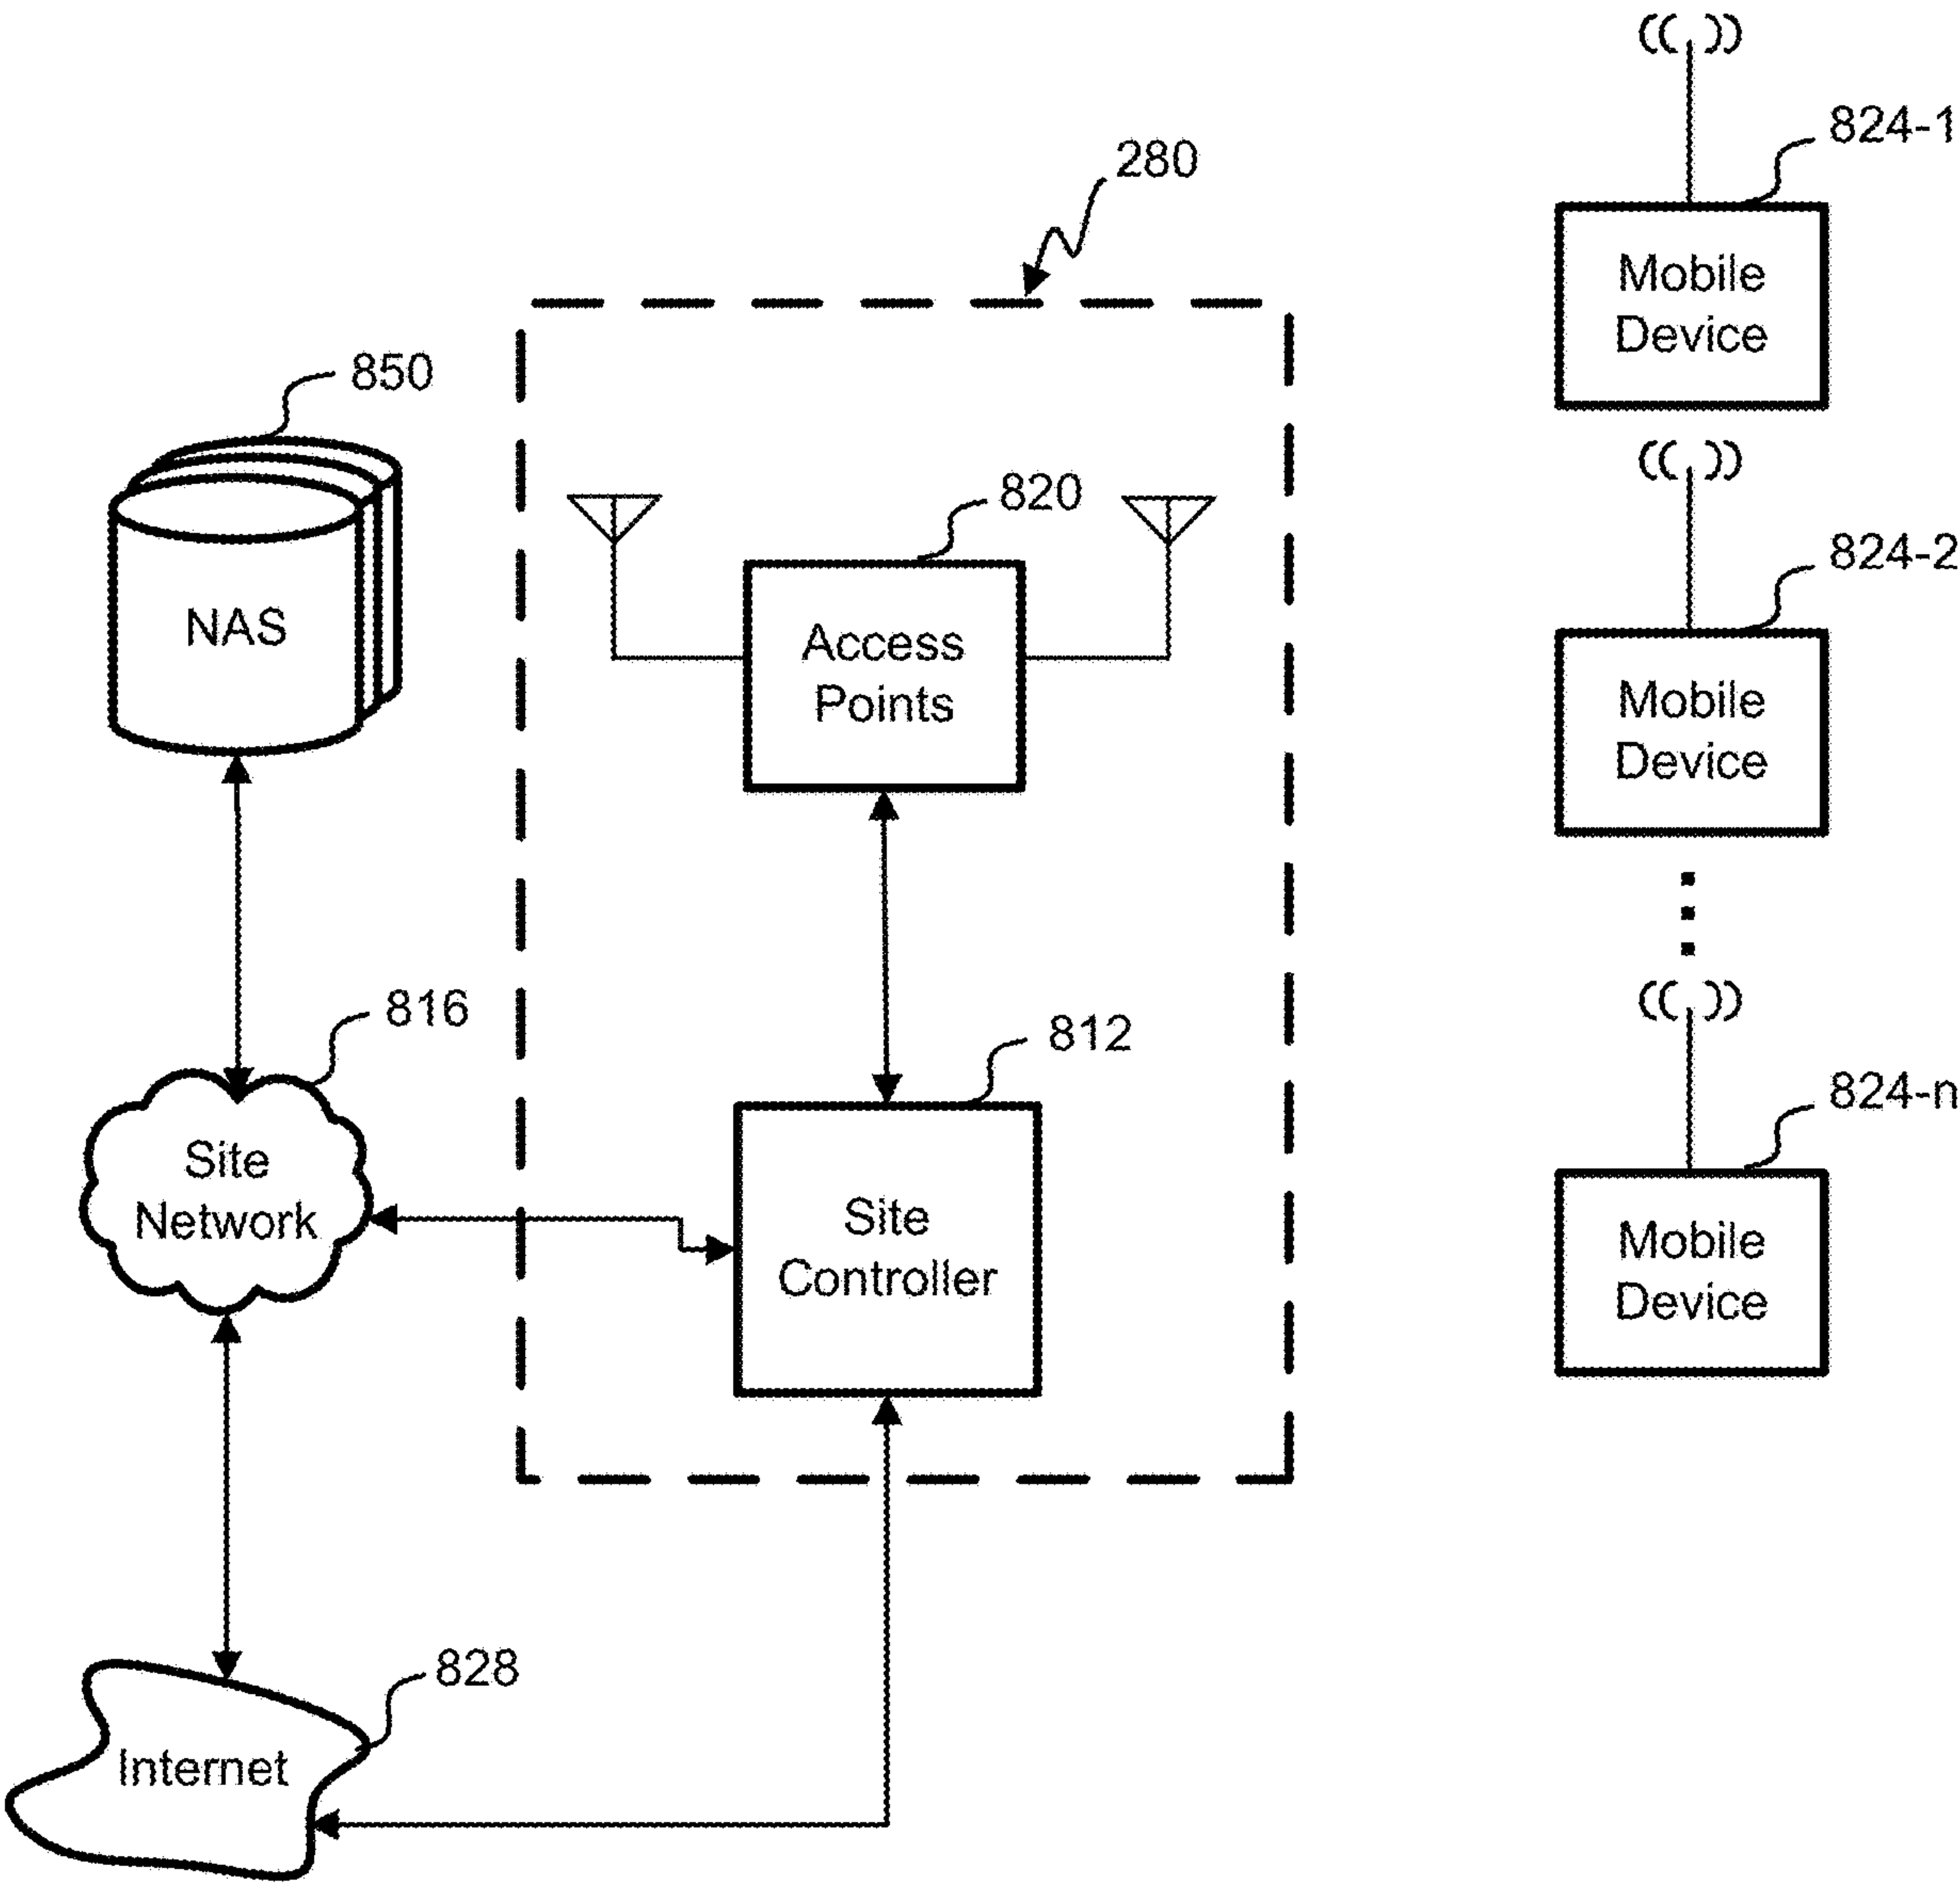 824-1
280
Mobile
Device
850
820
824-2
NAS
Access
Points
Mobile
Device
816
812
824-n
Site
Network
Site
Controller
Mobile
Device
828
Internet